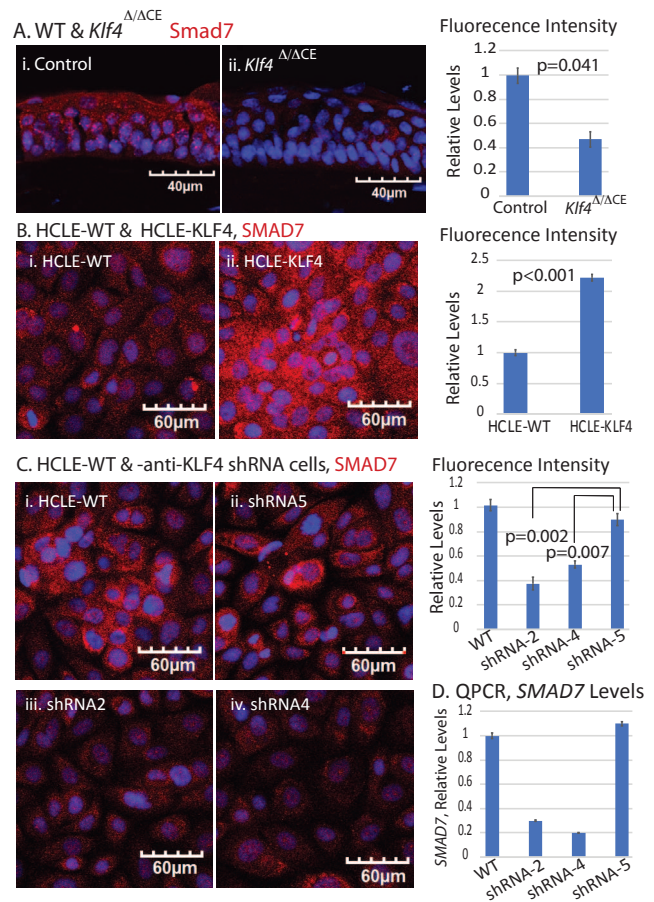 A. WT & Klf4 Δ/ΔCE Smad7
i. Control
40µm
ii. Klf4 Δ/ΔCE
40µm
Fluorecence Intensity
Relative Levels
1.2
1
0.8
0.6
0.4
0.2
0
p=0.041
Control
Klf4 Δ/ΔCE
B. HCLE-WT & HCLE-KLF4, SMAD7
i. HCLE-WT
60µm
ii. HCLE-KLF4
60µm
Fluorecence Intensity
Relative Levels
2.5
2
1.5
1
0.5
0
p<0.001
HCLE-WT
HCLE-KLF4
C. HCLE-WT & -anti-KLF4 shRNA cells, SMAD7
i. HCLE-WT
60µm
ii. shRNA5
60µm
iii. shRNA2
60µm
iv. shRNA4
60µm
Fluorecence Intensity
Relative Levels
1.2
1
0.8
0.6
0.4
0.2
0
p=0.002
p=0.007
WT
shRNA-2
shRNA-4
shRNA-5
D. QPCR, SMAD7 Levels
SMAD7, Relative Levels
1.2
1
0.8
0.6
0.4
0.2
0
WT
shRNA-2
shRNA-4
shRNA-5